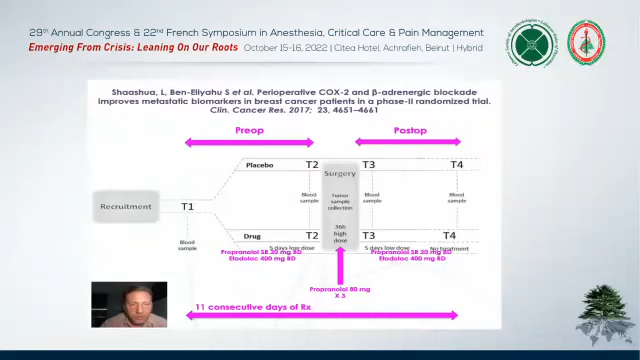 29th Annual Congress & 22nd French Symposium in Anesthesia, Critical Care & Pain Management
Emerging From Crisis: Leaning On Our Roots October 15-16, 2022 | Citea Hotel, Achrafieh, Beirut | Hybrid
Shaashua, L, Ben-Eliyahu S et al. Perioperative COX-2 and β-adrenergic blockade
improves metastatic biomarkers in breast cancer patients in a phase-II randomized trial.
Clin. Cancer Res. 2017; 23, 4651–4661
Preop
Postop
Placebo
T2
Surgery
T3
T4
Blood
sample
Tumor
sample
collection
Blood
sample
Blood
sample
Recruitment
T1
Blood
sample
36h
high
dose
Drug
T2
T3
T4
5 days low dose
5 days low dose
No treatment
Propranolol SR 20 mg BD
Etodolac 400 mg BD
Propranolol SR 20 mg BD
Etodolac 400 mg BD
Propranolol 80 mg
X 3
11 consecutive days of Rx